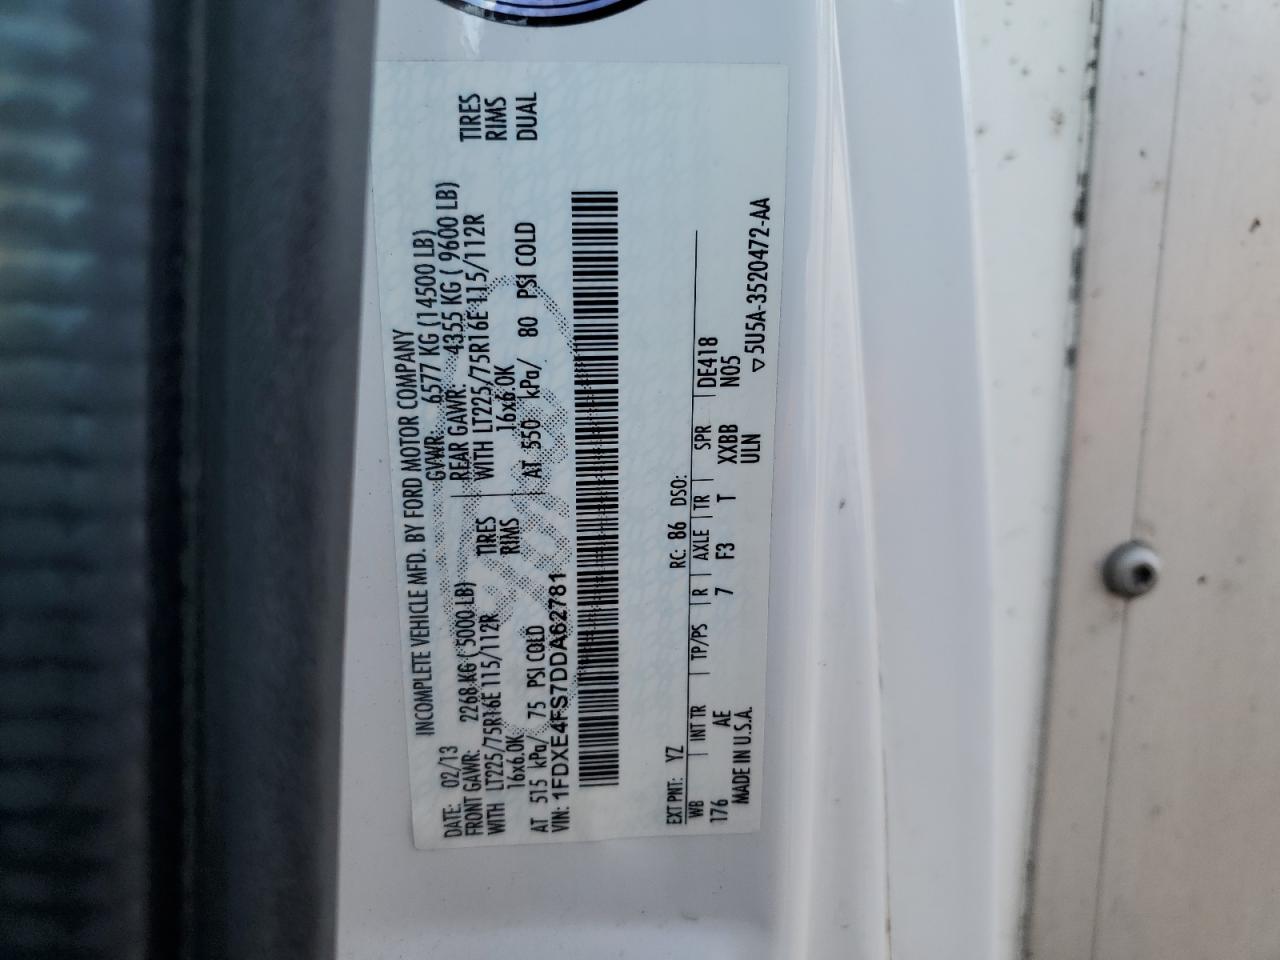 INCOMPLETE VEHICLE MFD. BY FORD MOTOR COMPANY
DATE: 02/13 GVWR: 6577 KG (14500 LB)
FRONT GAWR: 2268 KG ( 5000 LB) REAR GAWR: 4355 KG ( 9600 LB)
WITH LT225/75R16E 115/112R TIRES WITH LT225/75R16E 115/112R TIRES
16x6.0K RIMS 16x6.0K RIMS
AT 515 kPa/ 75 PSI COLD AT 550 kPa/ 80 PSI COLD DUAL
VIN: 1FDXE4FS7DDA62781
EXT PNT: YZ RC: 86 DSO:
WB INT TR TP/PS R AXLE TR SPR DE418
176 AE 7 F3 T XXBB N05
MADE IN U.S.A. ULN
▽5U5A-3520472-AA